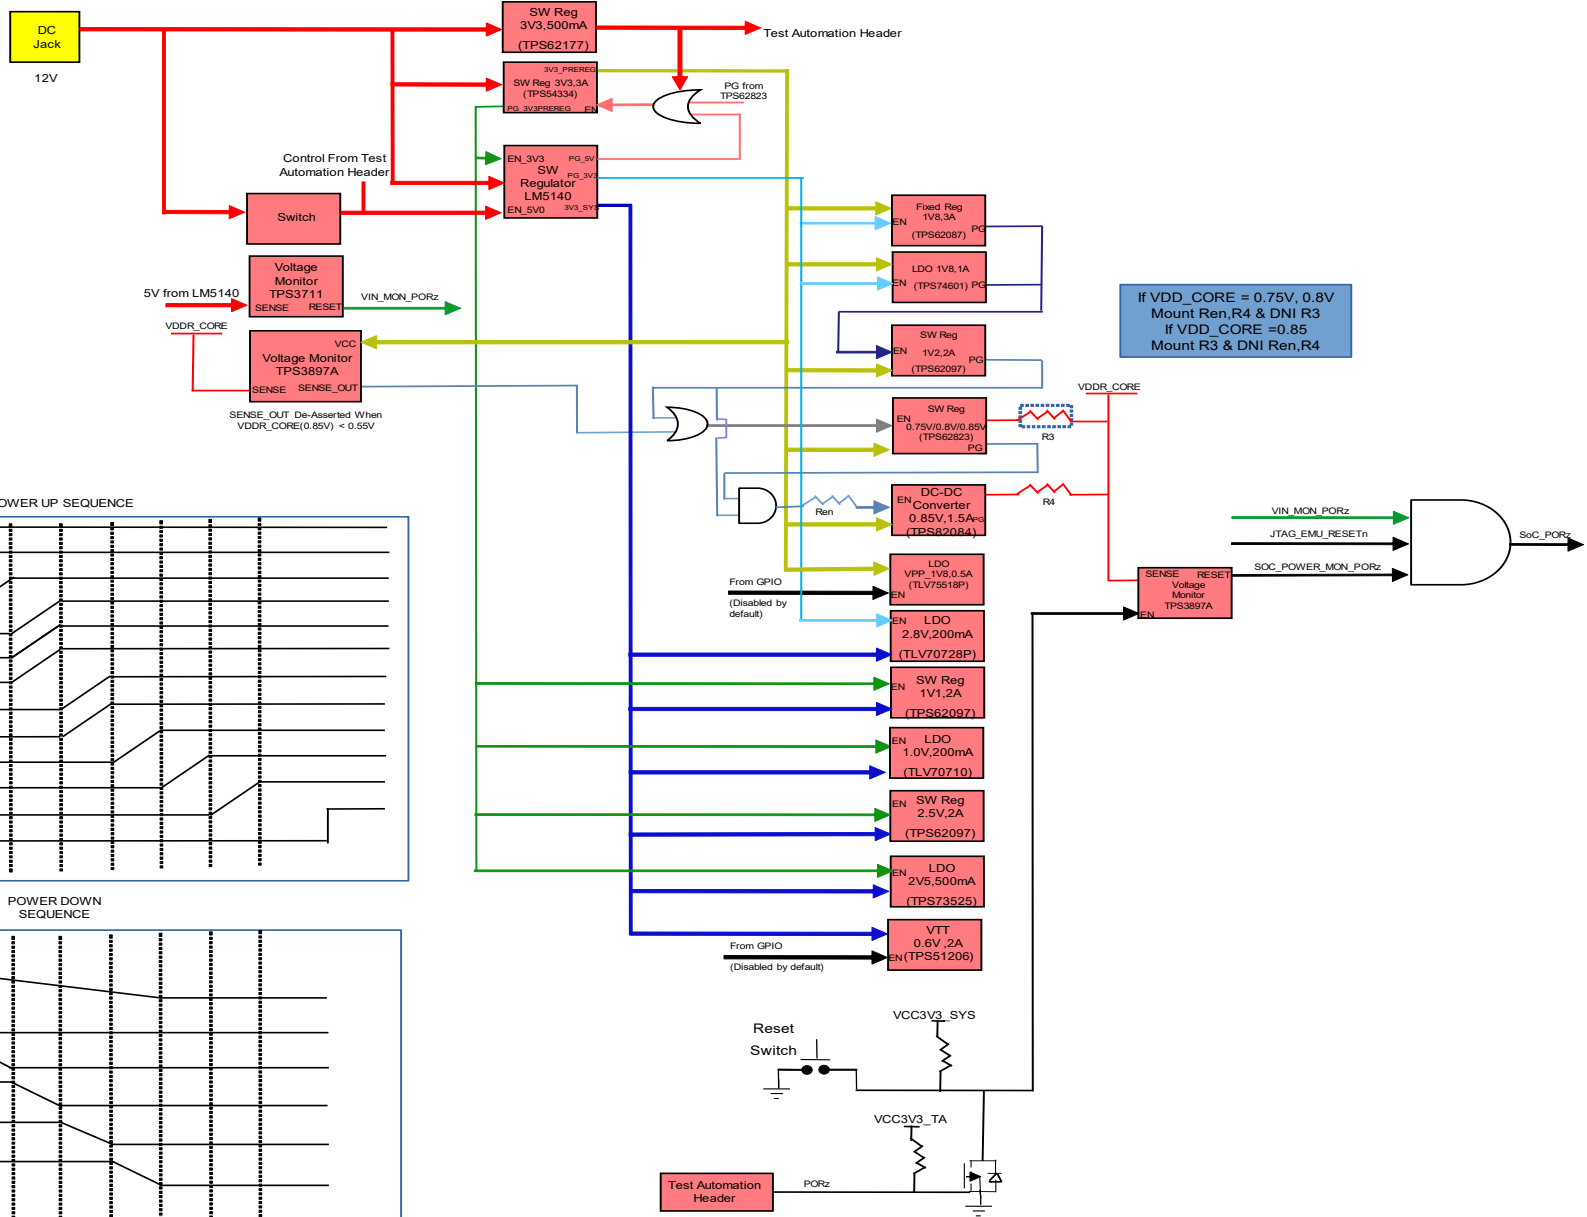 DC
Jack
12V
SW Reg
3V3,500mA
(TPS62177)
Test Automation Header
3V3_PREREG
SW Reg 3V3,3A
(TPS54334)
PG_3V3PREREG
EN
PG from
TPS62823
Control From Test
Automation Header
EN_3V3
PG_5V
SW
Regulator
LM5140
PG_3V3
EN_5V0
3V3_SYS
Switch
Voltage
Monitor
TPS3711
SENSE
RESET
5V from LM5140
VIN_MON_PORz
VDDR_CORE
VCC
Voltage Monitor
TPS3897A
SENSE
SENSE_OUT
SENSE_OUT De-Asserted When
VDDR_CORE(0.85V) < 0.55V
Fixed Reg
1V8,3A
(TPS62087)
EN
PG
LDO 1V8,1A
(TPS74601)
EN
PG
SW Reg
1V2,2A
(TPS62097)
EN
PG
SW Reg
0.75V/0.8V/0.85V
(TPS62823)
EN
PG
R3
VDDR_CORE
If VDD_CORE = 0.75V, 0.8V
Mount Ren,R4 & DNI R3
If VDD_CORE =0.85
Mount R3 & DNI Ren,R4
Ren
EN
DC-DC
Converter
0.85V,1.5A
PG
(TPS82084)
R4
From GPIO
(Disabled by
default)
LDO
VPP_1V8,0.5A
(TLV75518P)
EN
EN
LDO
2.8V,200mA
(TLV70728P)
SW Reg
EN
1V1,2A
(TPS62097)
EN
LDO
1.0V,200mA
(TLV70710)
EN
SW Reg
2.5V,2A
(TPS62097)
LDO
EN
2V5,500mA
(TPS73525)
VTT
0.6V ,2A
EN
(TPS51206)
From GPIO
(Disabled by default)
VIN_MON_PORz
JTAG_EMU_RESETn
SOC_POWER_MON_PORz
SoC_PORz
SENSE
RESET
Voltage
Monitor
TPS3897A
EN
OWER UP SEQUENCE
POWER DOWN
SEQUENCE
Reset
Switch
VCC3V3_SYS
VCC3V3_TA
Test Automation
Header
PORz